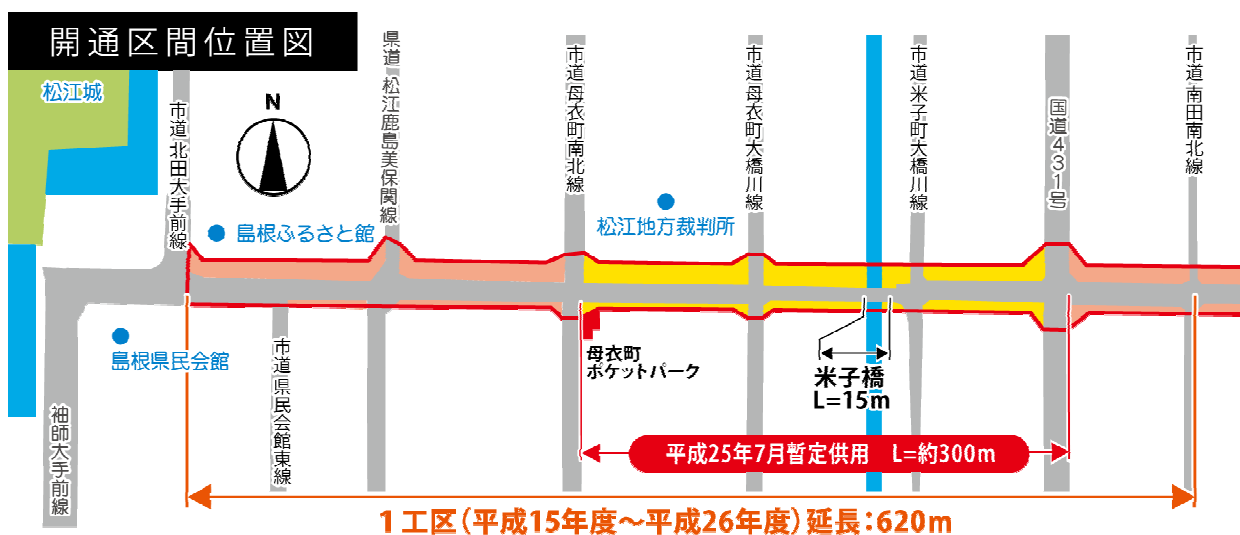 開通区間位置図
松江城
N
市道 北田大手前線
県道 松江鹿島美保関線
市道 母衣町南北線
市道 母衣町大橋川線
市道 米子町大橋川線
国道431号
市道 南田南北線
島根ふるさと館
松江地方裁判所
島根県民会館
袖師大手前線
市道 県民会館東線
母衣町
ポケットパーク
米子橋
L=15m
平成25年7月暫定供用 L=約300m
1工区(平成15年度～平成26年度)延長:620m